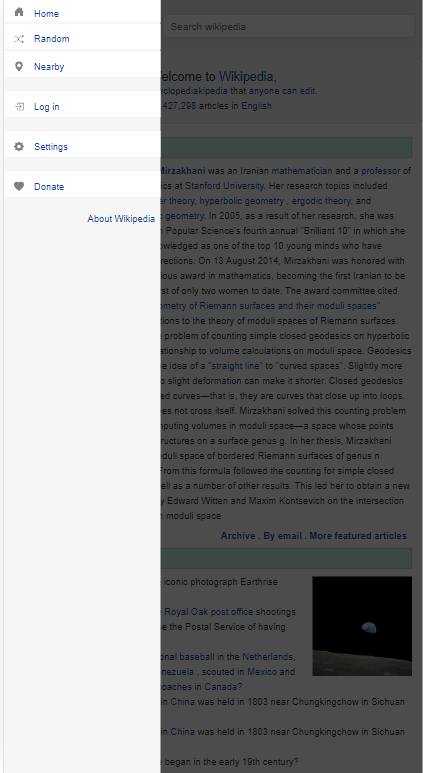 Home
Random
Nearby
Log in
Settings
Donate
About Wikipedia
Search wikipedia
elcome to Wikipedia,
cyclopediakipedia that anyone can edit.
,427,298 articles in English
Mirzakhani was an Iranian mathematician and a professor of
ics at Stanford University. Her research topics included
er theory, hyperbolic geometry , ergodic theory, and
geometry. In 2005, as a result of her research, she was
n Popular Science's fourth annual "Brilliant 10" in which she
owledged as one of the top 10 young minds who have
rections. On 13 August 2014, Mirzakhani was honored with
ious award in mathematics, becoming the first Iranian to be
rst of only two women to date. The award committee cited
ometry of Riemann surfaces and their moduli spaces"
tions to the theory of moduli spaces of Riemann surfaces.
problem of counting simple closed geodesics on hyperbolic
ationship to volume calculations on moduli space. Geodesics
e idea of a "straight line" to "curved spaces". Slightly more
o slight deformation can make it shorter. Closed geodesics
ed curves—that is, they are curves that close up into loops.
oes not cross itself. Mirzakhani solved this counting problem
nputing volumes in moduli space—a space whose points
ructures on a surface genus g. In her thesis, Mirzakhani
oduli space of bordered Riemann surfaces of genus n
From this formula followed the counting for simple closed
ell as a number of other results. This led her to obtain a new
y Edward Witten and Maxim Kontsevich on the intersection
n moduli space
Archive . By email . More featured articles
iconic photograph Earthrise
Royal Oak post office shootings
e the Postal Service of having
onal baseball in the Netherlands,
nezuela , scouted in Mexico and
oaches in Canada?
in China was held in 1803 near Chungkingchow in Sichuan
in China was held in 1803 near Chungkingchow in Sichuan
began in the early 19th century?